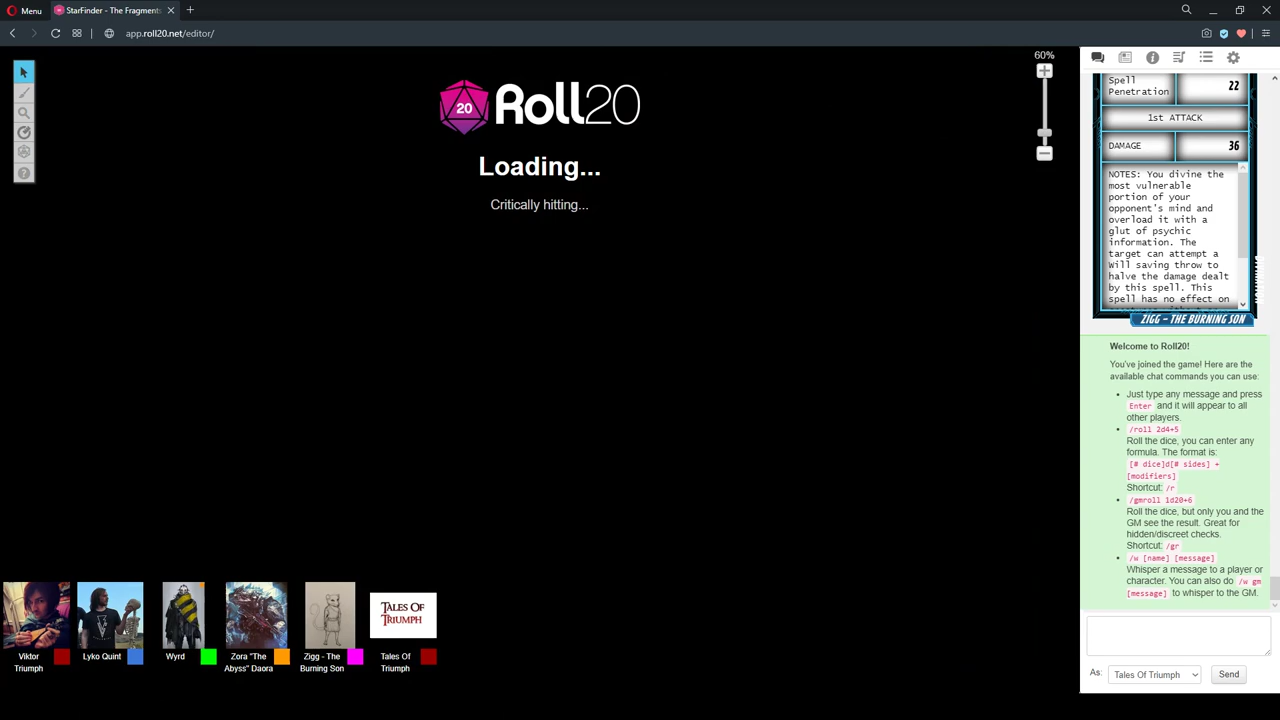 Menu
StarFinder - The Fragments
app.roll20.net/editor/
60%
20
Roll20
Loading...
Critically hitting...
Spell
Penetration
22
1st ATTACK
DAMAGE
36
NOTES: You divine the
most vulnerable
portion of your
opponent's mind and
overload it with a
glut of psychic
information. The
target can attempt a
Will saving throw to
halve the damage dealt
by this spell. This
spell has no effect on
ZIGG - THE BURNING SON
Welcome to Roll20!
You've joined the game! Here are the
available chat commands you can use:
• Just type any message and press
Enter and it will appear to all
other players.
• /roll 2d4+5
Roll the dice, you can enter any
formula. The format is:
[# dice]d[# sides] +
[modifiers]
Shortcut: /r
• /gmroll 1d20+6
Roll the dice, but only you and the
GM see the result. Great for
hidden/discreet checks.
Shortcut: /gr
• /w [name] [message]
Whisper a message to a player or
character. You can also do /w gm
[message] to whisper to the GM.
TALES OF
TRIUMPH
Viktor
Triumph
Lyko Quint
Wyrd
Zora "The
Abyss" Daora
Zigg - The
Burning Son
Tales Of
Triumph
As:
Tales Of Triumph
Send